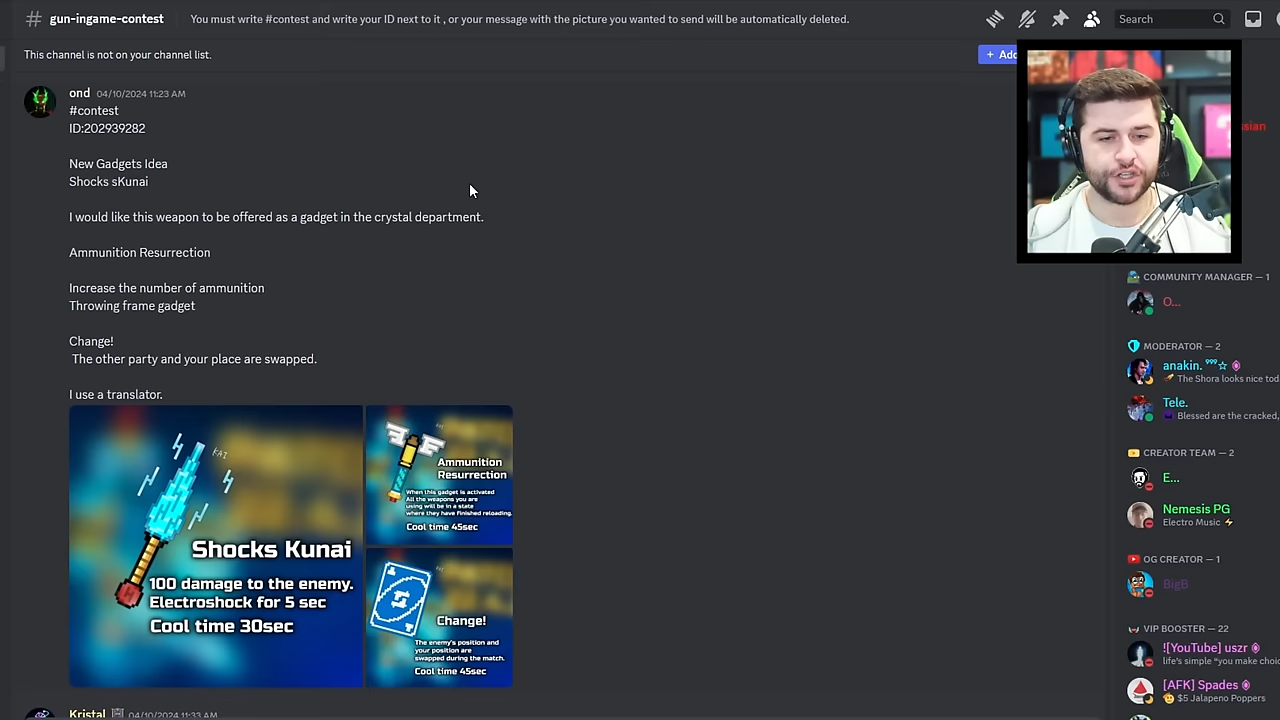 gun-ingame-contest
You must write #contest and write your ID next to it , or your message with the picture you wanted to send will be automatically deleted.
Search
This channel is not on your channel list.
+ Add
ond 04/10/2024 11:23 AM
#contest
ID:202939282
New Gadgets Idea
Shocks sKunai
I would like this weapon to be offered as a gadget in the crystal department.
Ammunition Resurrection
Increase the number of ammunition
Throwing frame gadget
Change!
The other party and your place are swapped.
I use a translator.
Shocks Kunai
100 damage to the enemy.
Electroshock for 5 sec
Cool time 30sec
Ammunition
Resurrection
When this gadget is activated
All the weapons you are
using will be in a state
where they have finished reloading.
Cool time 45sec
Change!
The enemy's position and
your position are
swapped during the match.
Cool time 45sec
Kristal 04/10/2024 11:33 AM
COMMUNITY MANAGER — 1
O...
MODERATOR — 2
anakin. ⁹⁹⁹☆
The Shora looks nice tod
Tele.
Blessed are the cracked,
CREATOR TEAM — 2
E...
Nemesis PG
Electro Music
OG CREATOR — 1
BigB
VIP BOOSTER — 22
![YouTube] uszr
life's simple "you make choic
[AFK] Spades
$5 Jalapeno Poppers